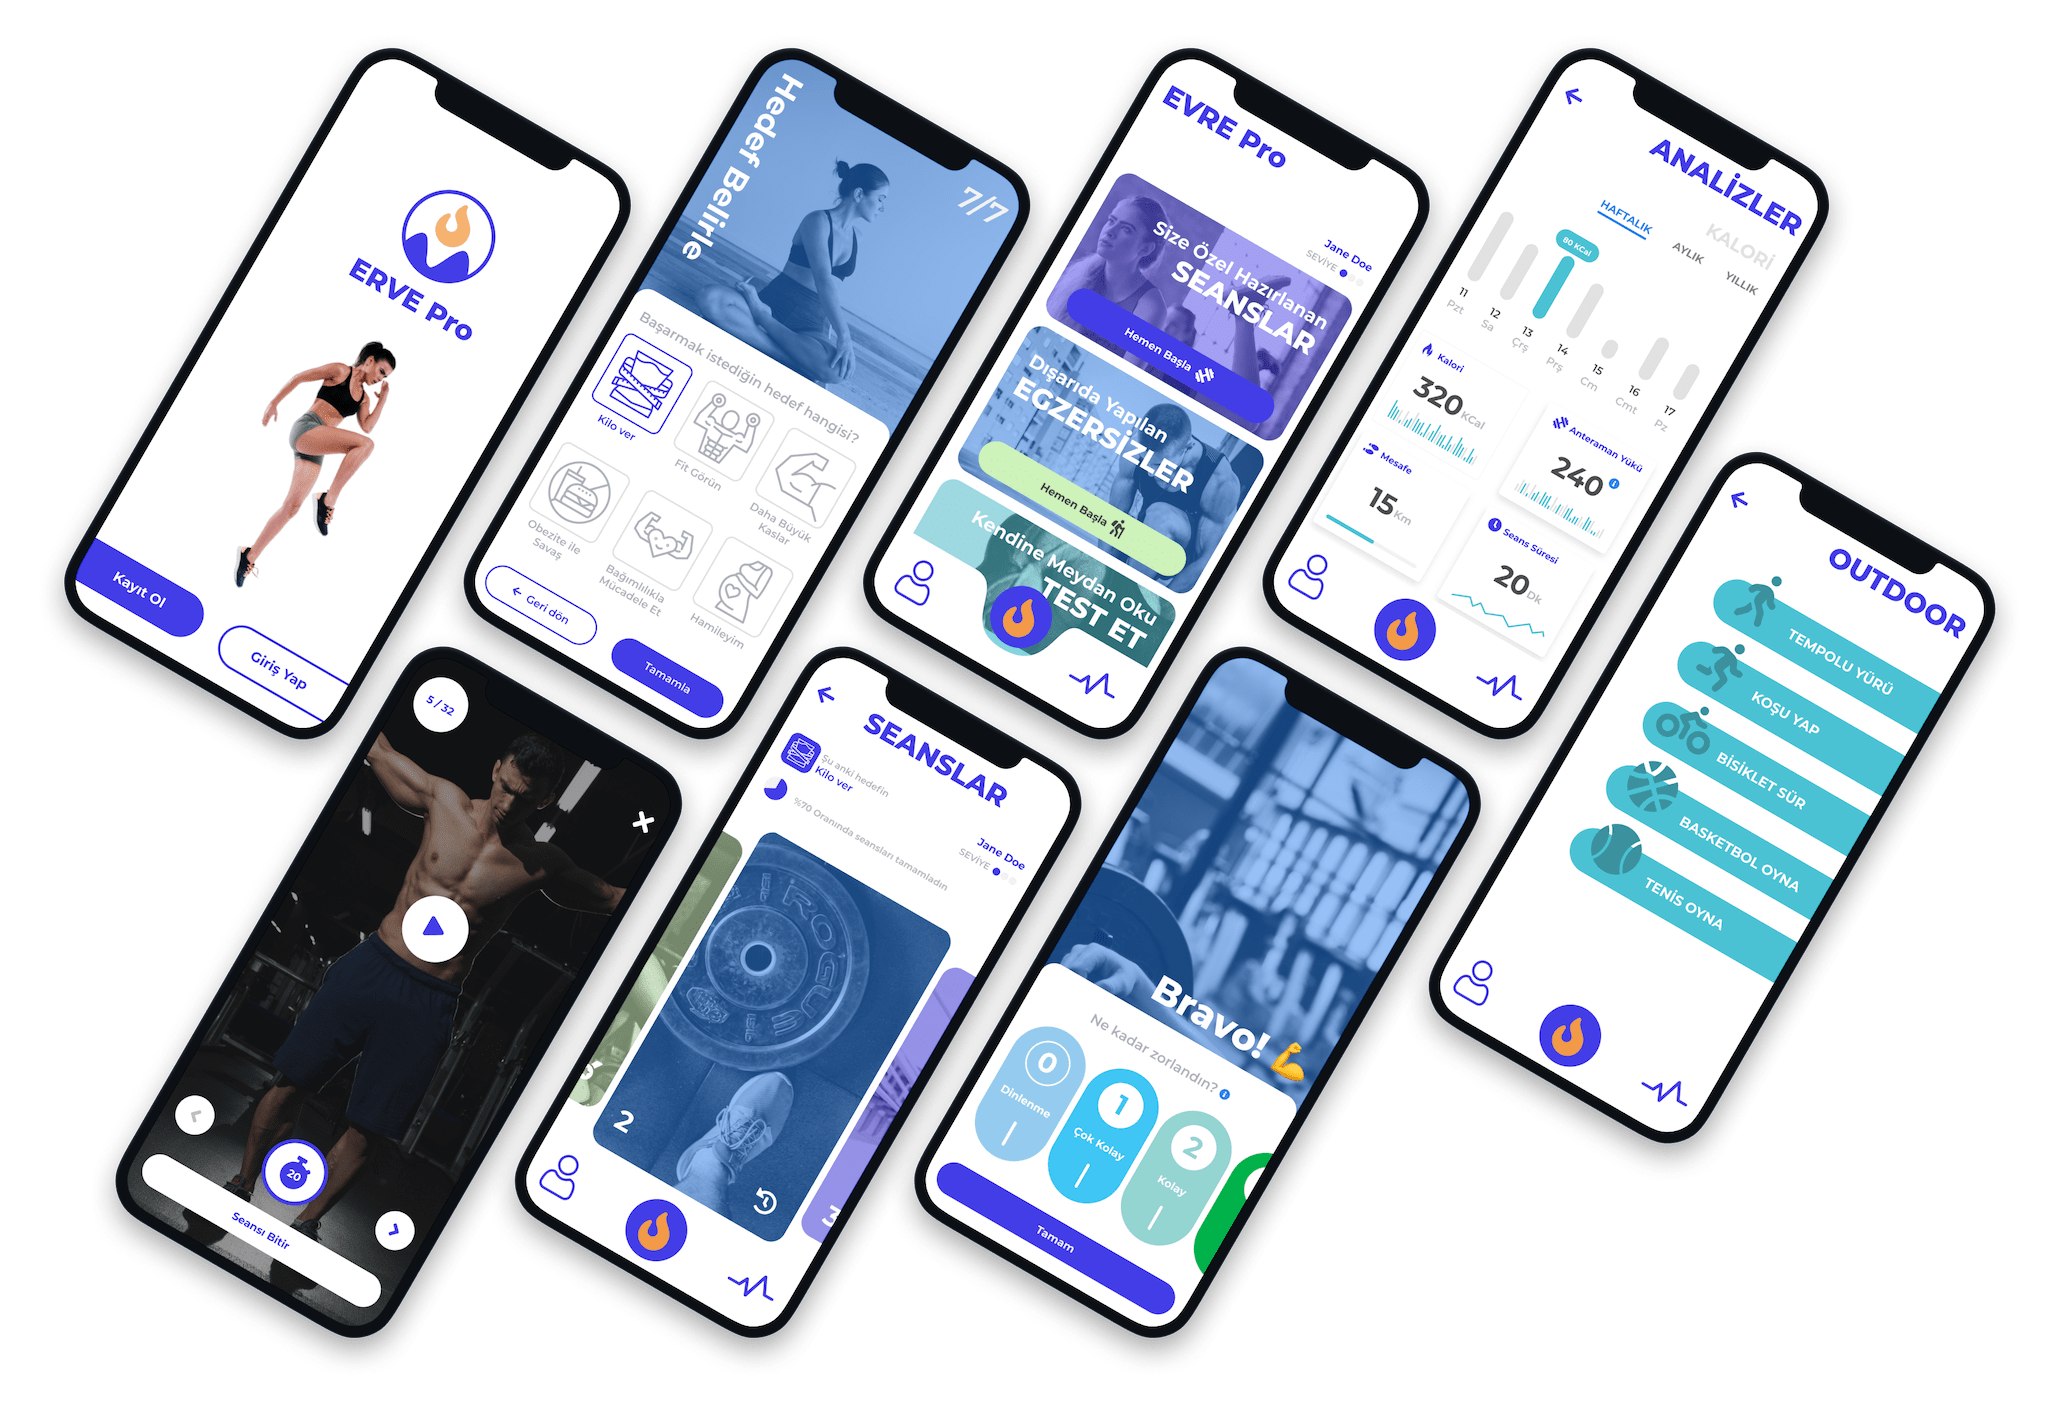 ERVE Pro
Kayıt Ol
Giriş Yap
Hedef Belirle
7/7
Başarmak istediğin hedef hangisi?
Kilo ver
Fit Görün
Daha Büyük
Kaslar
Obezite ile
Savaş
Bağımlılıkla
Mücadele Et
Hamileyim
Geri dön
Tamamla
EVRE Pro
Jane Doe
SEVİYE
Size Özel Hazırlanan
SEANSLAR
Hemen Başla
Dışarıda Yapılan
EGZERSİZLER
Hemen Başla
Kendine Meydan Oku
TEST ET
ANALİZLER
KALORİ
HAFTALIK
AYLIK
YILLIK
80 KCal
11
Pzt
12
Sa
13
Çrş
14
Prş
15
Cm
16
Cmt
17
Pz
Kalori
320 KCal
Anteraman Yükü
240
Mesafe
15 Km
Seans Süresi
20 Dk
OUTDOOR
TEMPOLU YÜRÜ
KOŞU YAP
BİSİKLET SÜR
BASKETBOL OYNA
TENİS OYNA
5 / 32
20
Seansı Bitir
SEANSLAR
Şu anki hedefin
Kilo ver
%70 Oranında seansları tamamladın
Jane Doe
SEVİYE
ROGUE
2
3
Bravo! 💪
Ne kadar zorlandın?
0
Dinlenme
1
Çok Kolay
2
Kolay
Tamam